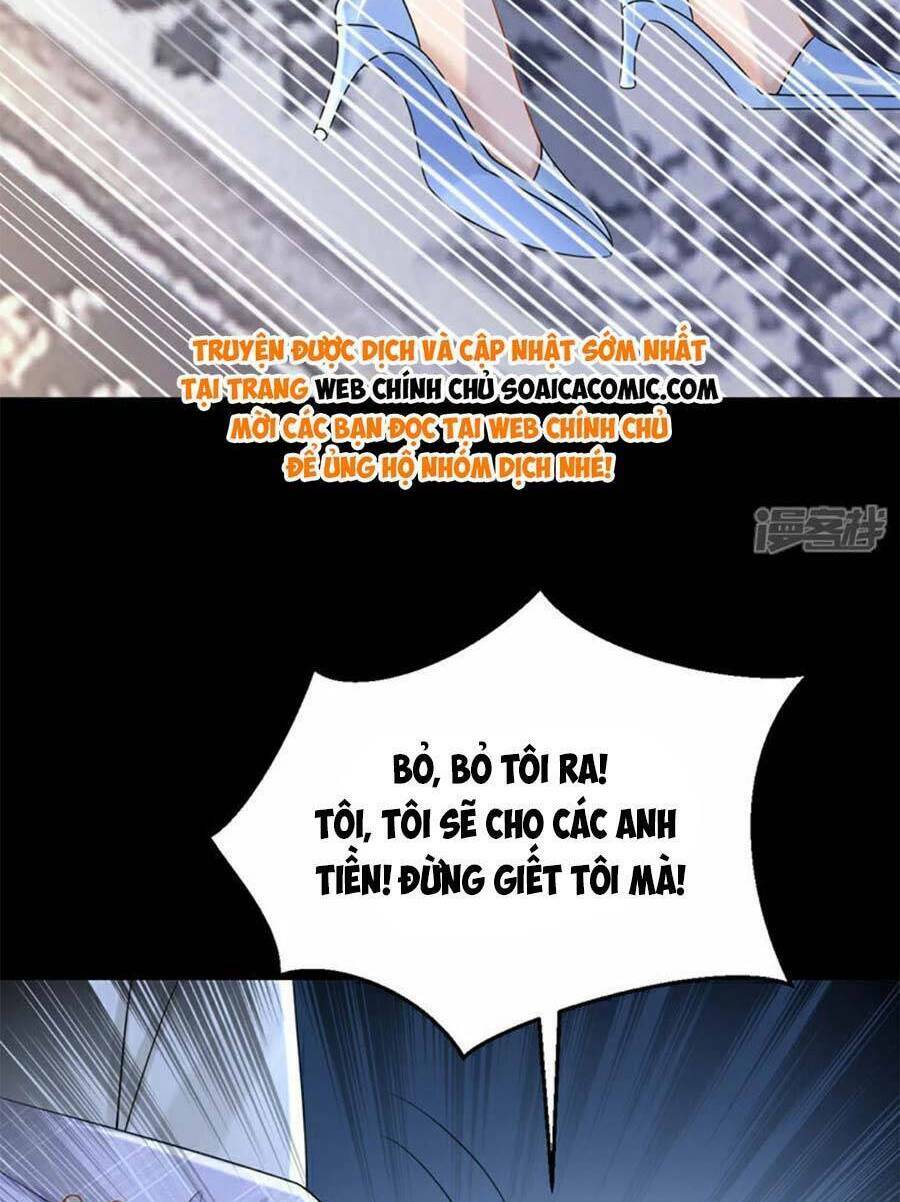 TRUYỆN ĐƯỢC DỊCH VÀ CẬP NHẬT SỚM NHẤT
TẠI TRANG WEB CHÍNH CHỦ SOAICACOMIC.COM
MỜI CÁC BẠN ĐỌC TẠI WEB CHÍNH CHỦ
ĐỂ ỦNG HỘ NHÓM DỊCH NHÉ!
漫客栈
BỎ, BỎ TÔI RA!
TÔI, TÔI SẼ CHO CÁC ANH
TIỀN! ĐỪNG GIẾT TÔI MÀ!